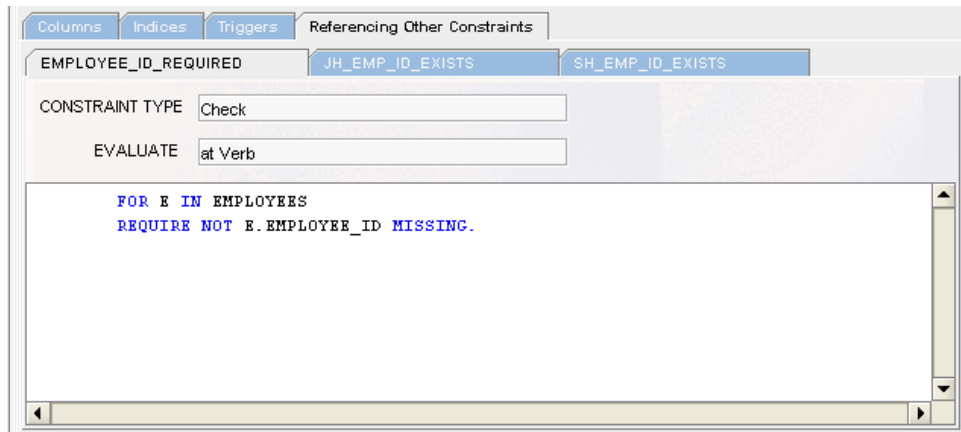 Columns Indices Triggers Referencing Other Constraints
EMPLOYEE_ID_REQUIRED JH_EMP_ID_EXISTS SH_EMP_ID_EXISTS
CONSTRAINT TYPE Check
EVALUATE at Verb
FOR E IN EMPLOYEES
REQUIRE NOT E.EMPLOYEE_ID MISSING.